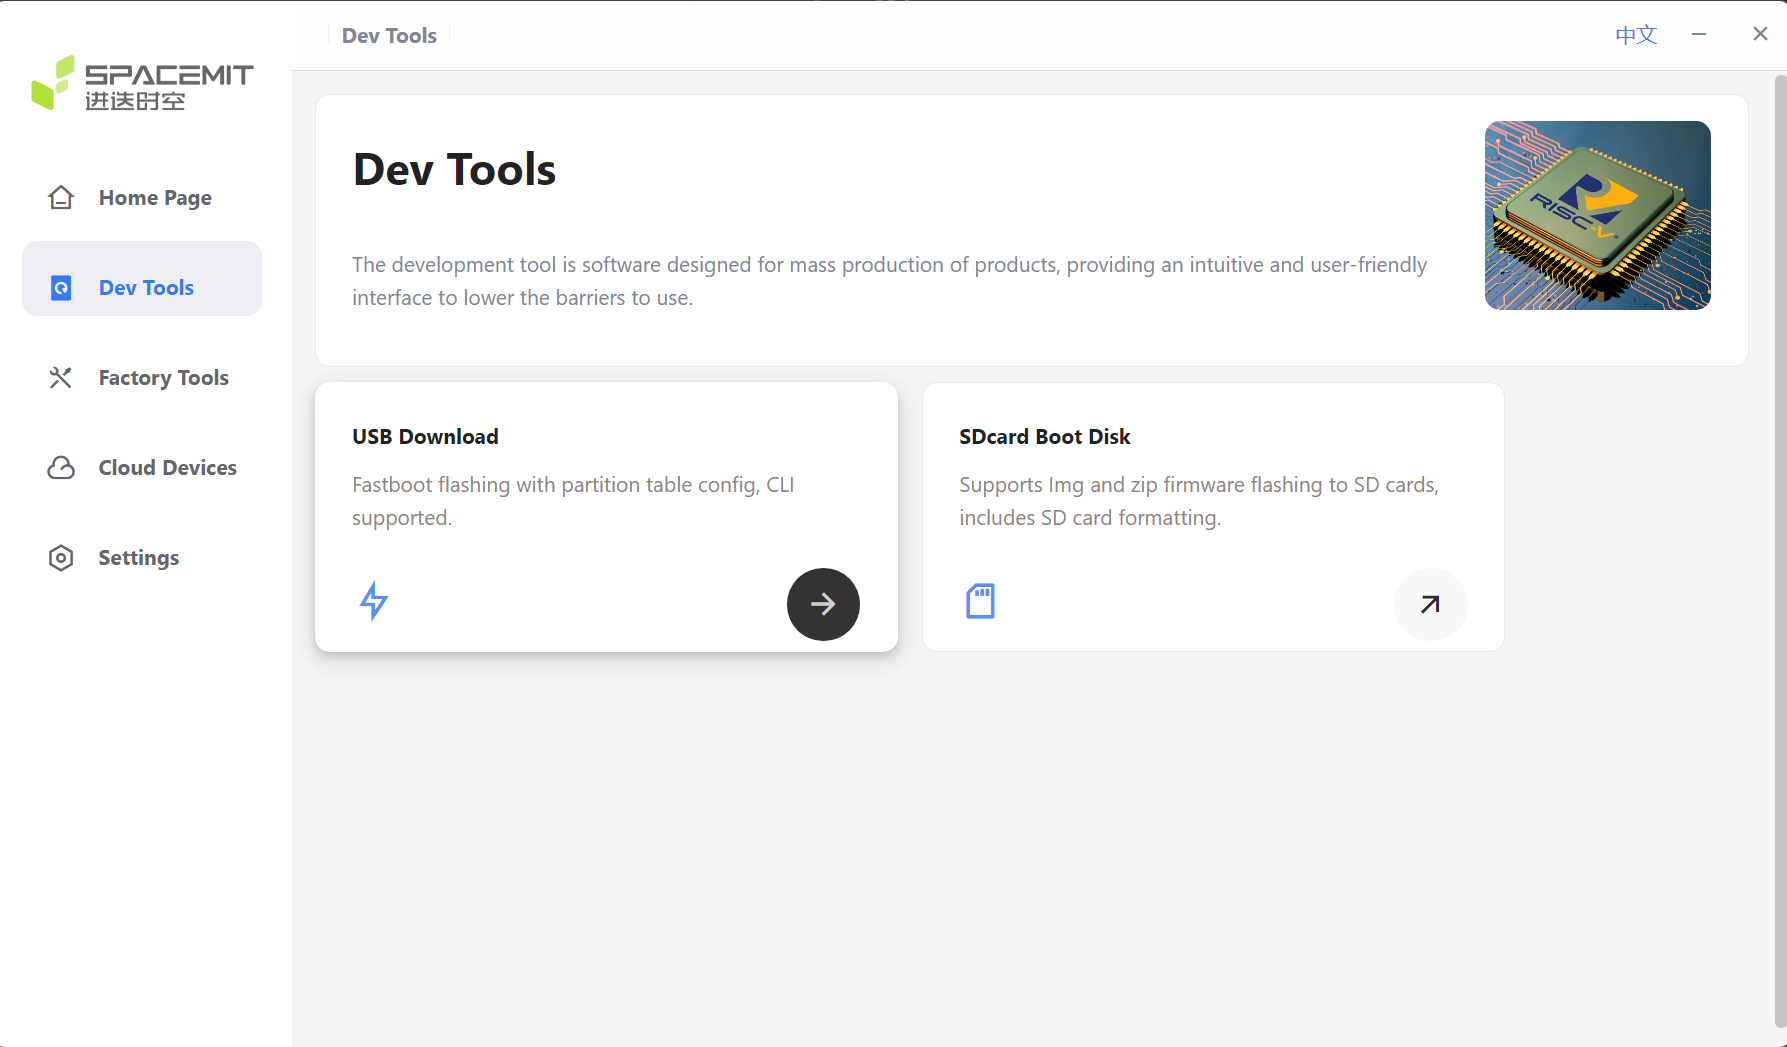 SPACEMIT
进迭时空
Home Page
Dev Tools
Factory Tools
Cloud Devices
Settings
Dev Tools
中文
Dev Tools
The development tool is software designed for mass production of products, providing an intuitive and user-friendly
interface to lower the barriers to use.
RISC-V
USB Download
Fastboot flashing with partition table config, CLI
supported.
SDcard Boot Disk
Supports Img and zip firmware flashing to SD cards,
includes SD card formatting.